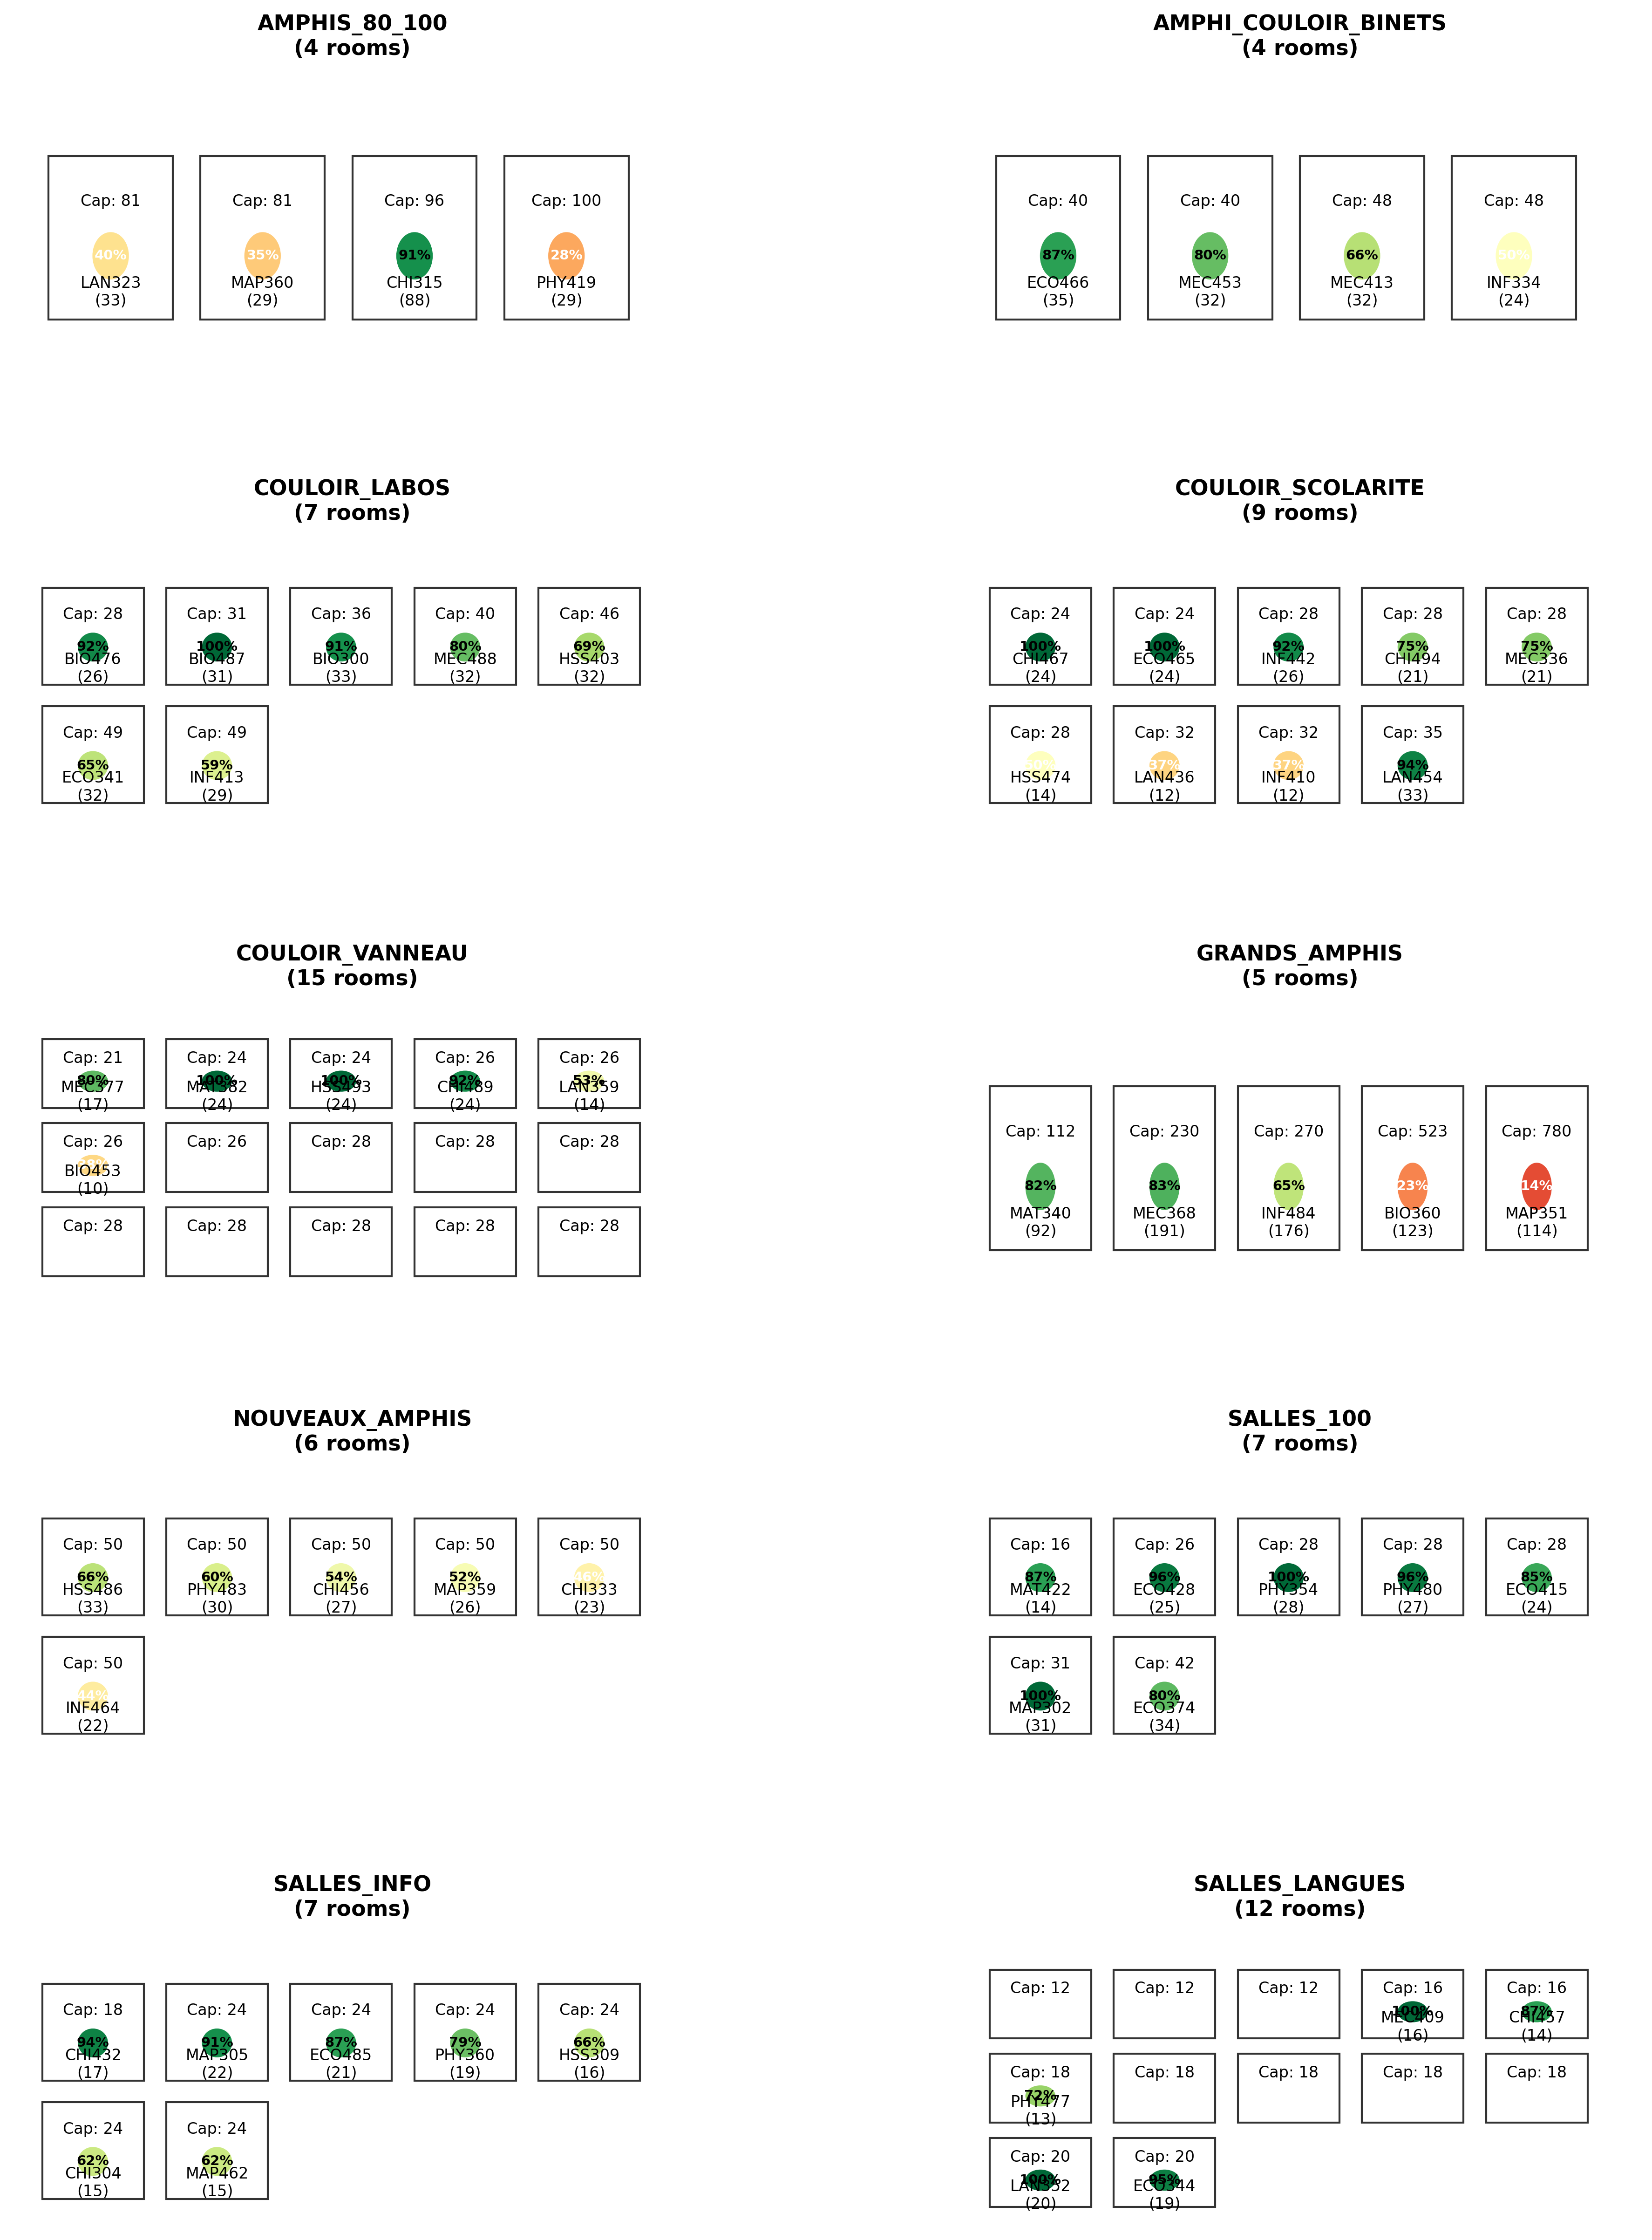 AMPHIS_80_100
(4 rooms)
Cap: 81
40%
LAN323
(33)
Cap: 81
35%
MAP360
(29)
Cap: 96
91%
CHI315
(88)
Cap: 100
28%
PHY419
(29)
AMPHI_COULOIR_BINETS
(4 rooms)
Cap: 40
87%
ECO466
(35)
Cap: 40
80%
MEC453
(32)
Cap: 48
66%
MEC413
(32)
Cap: 48
50%
INF334
(24)
COULOIR_LABOS
(7 rooms)
Cap: 28
92%
BIO476
(26)
Cap: 31
100%
BIO487
(31)
Cap: 36
91%
BIO300
(33)
Cap: 40
80%
MEC488
(32)
Cap: 46
69%
HSS403
(32)
Cap: 49
65%
ECO341
(32)
Cap: 49
59%
INF413
(29)
COULOIR_SCOLARITE
(9 rooms)
Cap: 24
100%
CHI467
(24)
Cap: 24
100%
ECO465
(24)
Cap: 28
92%
INF442
(26)
Cap: 28
75%
CHI494
(21)
Cap: 28
75%
MEC336
(21)
Cap: 28
50%
HSS474
(14)
Cap: 32
37%
LAN436
(12)
Cap: 32
37%
INF410
(12)
Cap: 35
94%
LAN454
(33)
COULOIR_VANNEAU
(15 rooms)
Cap: 21
80%
MEC377
(17)
Cap: 24
100%
MAT382
(24)
Cap: 24
100%
HSS493
(24)
Cap: 26
92%
CHI489
(24)
Cap: 26
53%
LAN359
(14)
Cap: 26
BIO453
(10)
Cap: 26
Cap: 28
Cap: 28
Cap: 28
Cap: 28
Cap: 28
Cap: 28
Cap: 28
Cap: 28
GRANDS_AMPHIS
(5 rooms)
Cap: 112
82%
MAT340
(92)
Cap: 230
83%
MEC368
(191)
Cap: 270
65%
INF484
(176)
Cap: 523
23%
BIO360
(123)
Cap: 780
14%
MAP351
(114)
NOUVEAUX_AMPHIS
(6 rooms)
Cap: 50
66%
HSS486
(33)
Cap: 50
60%
PHY483
(30)
Cap: 50
54%
CHI456
(27)
Cap: 50
52%
MAP359
(26)
Cap: 50
46%
CHI333
(23)
Cap: 50
44%
INF464
(22)
SALLES_100
(7 rooms)
Cap: 16
87%
MAT422
(14)
Cap: 26
96%
ECO428
(25)
Cap: 28
100%
PHY354
(28)
Cap: 28
96%
PHY480
(27)
Cap: 28
85%
ECO415
(24)
Cap: 31
100%
MAP302
(31)
Cap: 42
80%
ECO374
(34)
SALLES_INFO
(7 rooms)
Cap: 18
94%
CHI432
(17)
Cap: 24
91%
MAP305
(22)
Cap: 24
87%
ECO485
(21)
Cap: 24
79%
PHY360
(19)
Cap: 24
66%
HSS309
(16)
Cap: 24
62%
CHI304
(15)
Cap: 24
62%
MAP462
(15)
SALLES_LANGUES
(12 rooms)
Cap: 12
Cap: 12
Cap: 12
Cap: 16
100%
MEC409
(16)
Cap: 16
87%
CHI457
(14)
Cap: 18
72%
PHY477
(13)
Cap: 18
Cap: 18
Cap: 18
Cap: 18
Cap: 20
100%
LAN352
(20)
Cap: 20
95%
ECO344
(19)